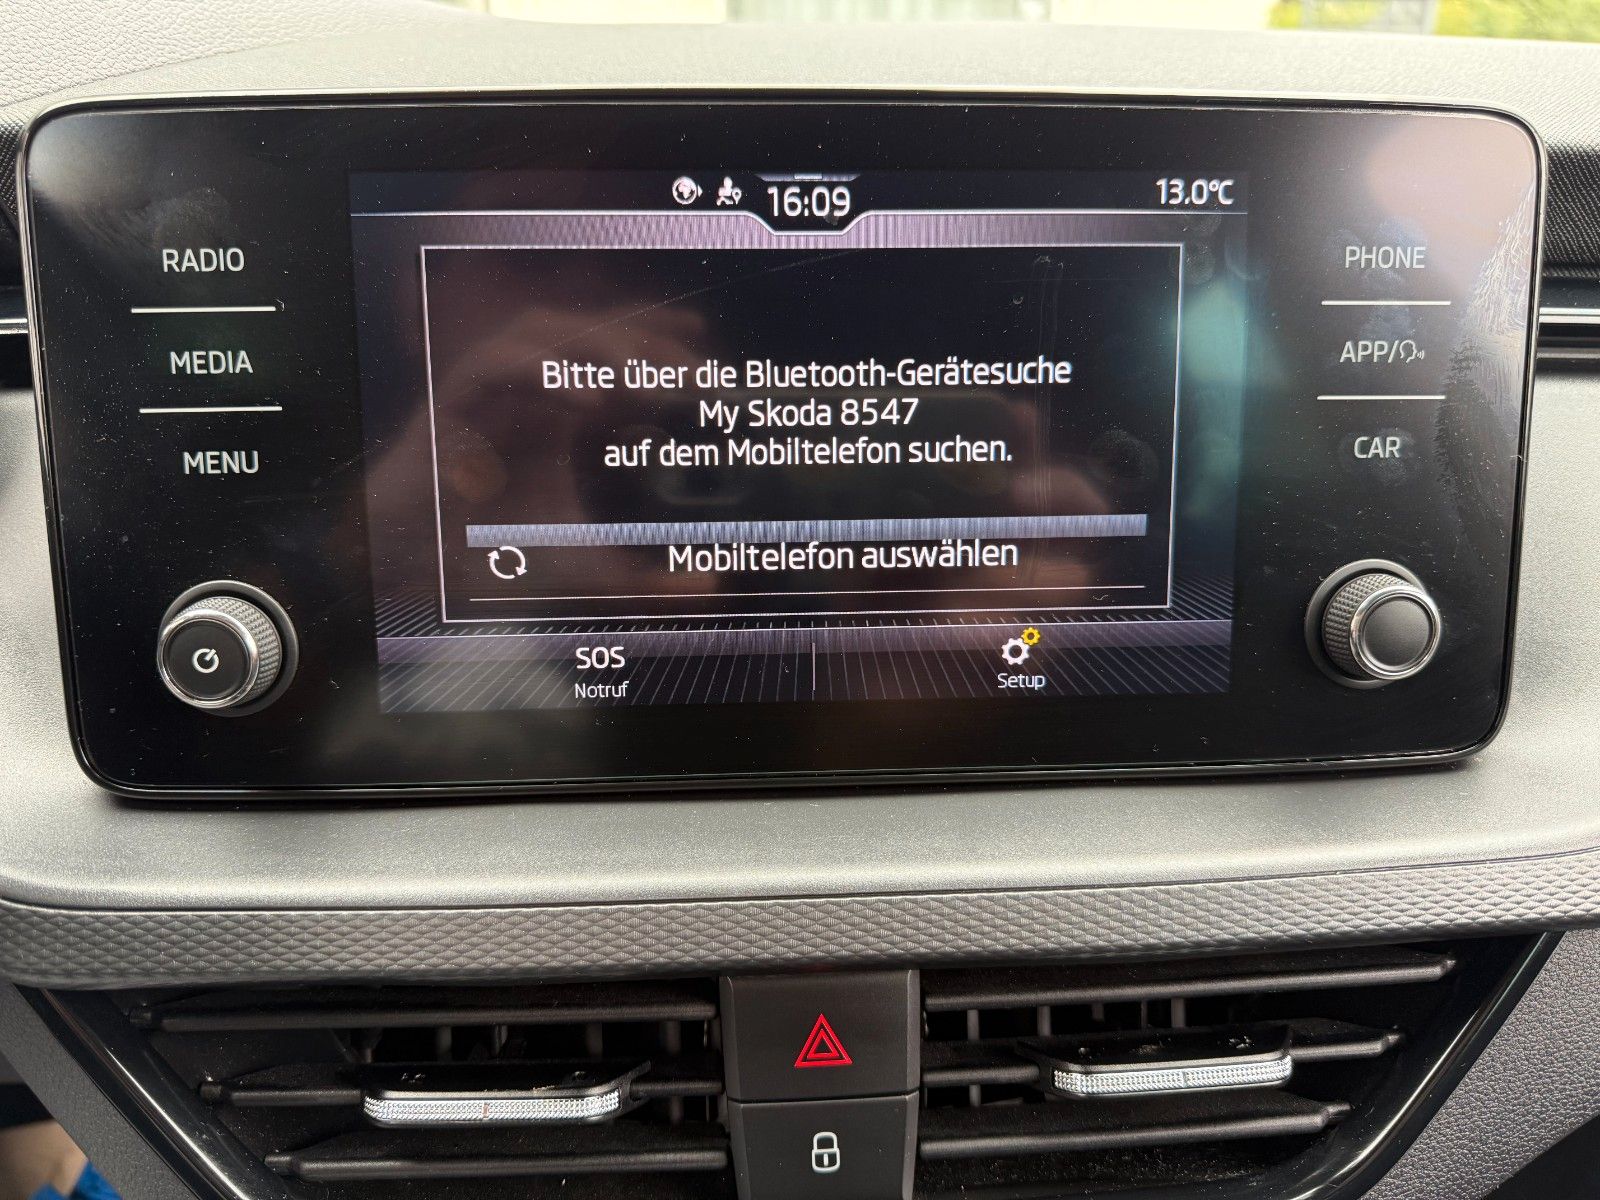 16:09
13.0°C
RADIO
MEDIA
MENU
Bitte über die Bluetooth-Gerätesuche
My Skoda 8547
auf dem Mobiltelefon suchen.
Mobiltelefon auswählen
SOS
Notruf
Setup
PHONE
APP/
CAR